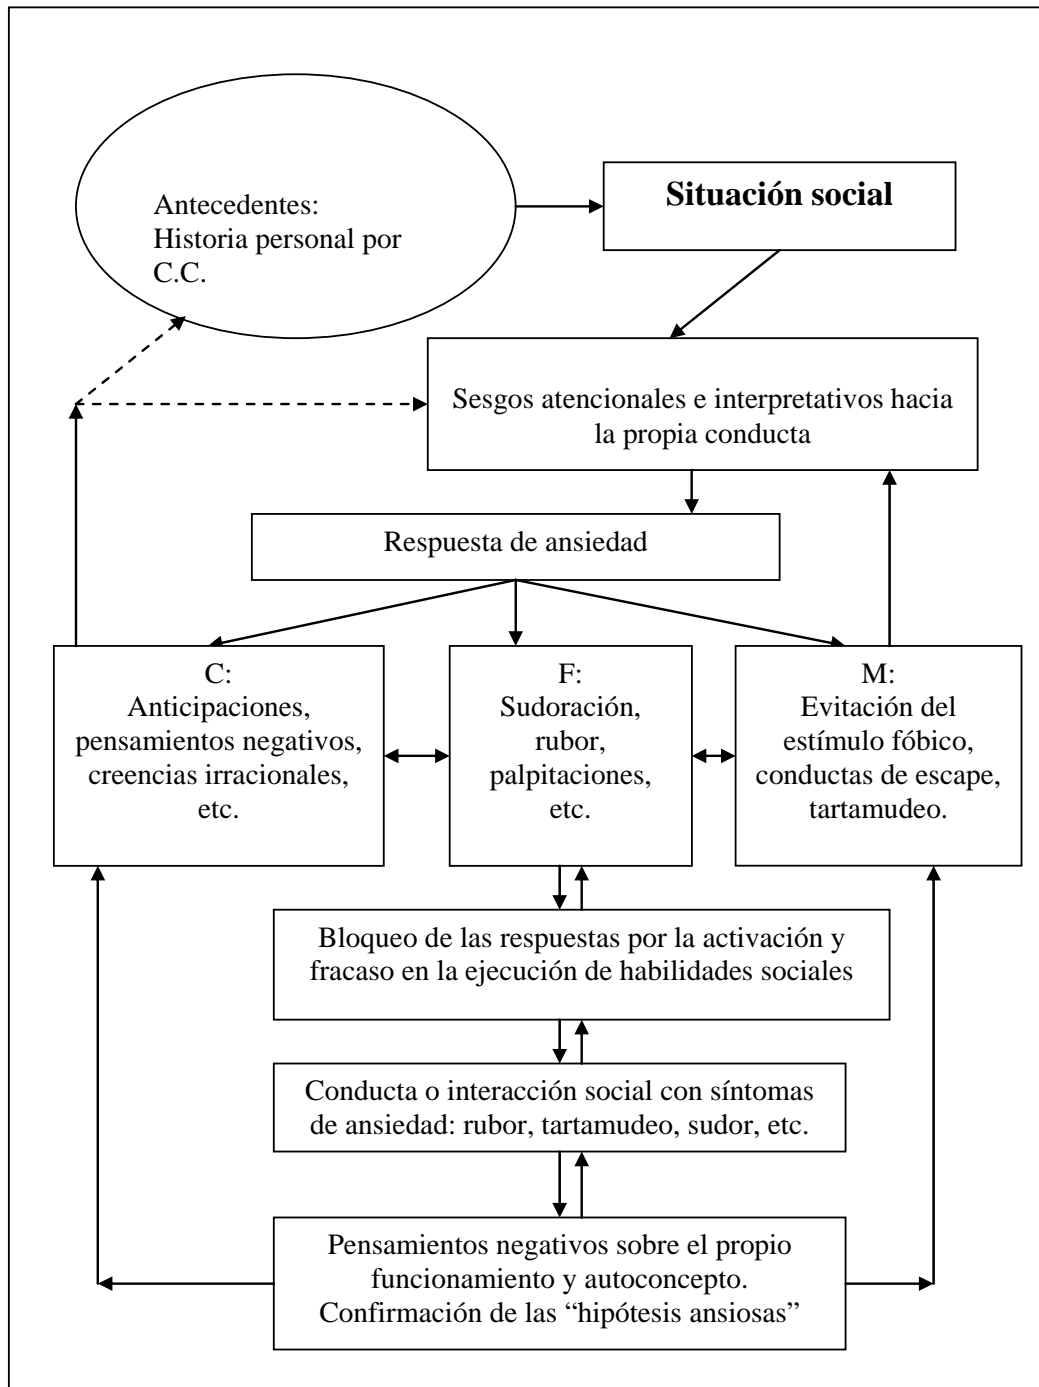 Antecedentes:
Historia personal por
C.C.
Situación social
Sesgos atencionales e interpretativos hacia
la propia conducta
Respuesta de ansiedad
C:
Anticipaciones,
pensamientos negativos,
creencias irracionales,
etc.
F:
Sudoración,
rubor,
palpitaciones,
etc.
M:
Evitación del
estímulo fóbico,
conductas de escape,
tartamudeo.
Bloqueo de las respuestas por la activación y
fracaso en la ejecución de habilidades sociales
Conducta o interacción social con síntomas
de ansiedad: rubor, tartamudeo, sudor, etc.
Pensamientos negativos sobre el propio
funcionamiento y autoconcepto.
Confirmación de las “hipótesis ansiosas”